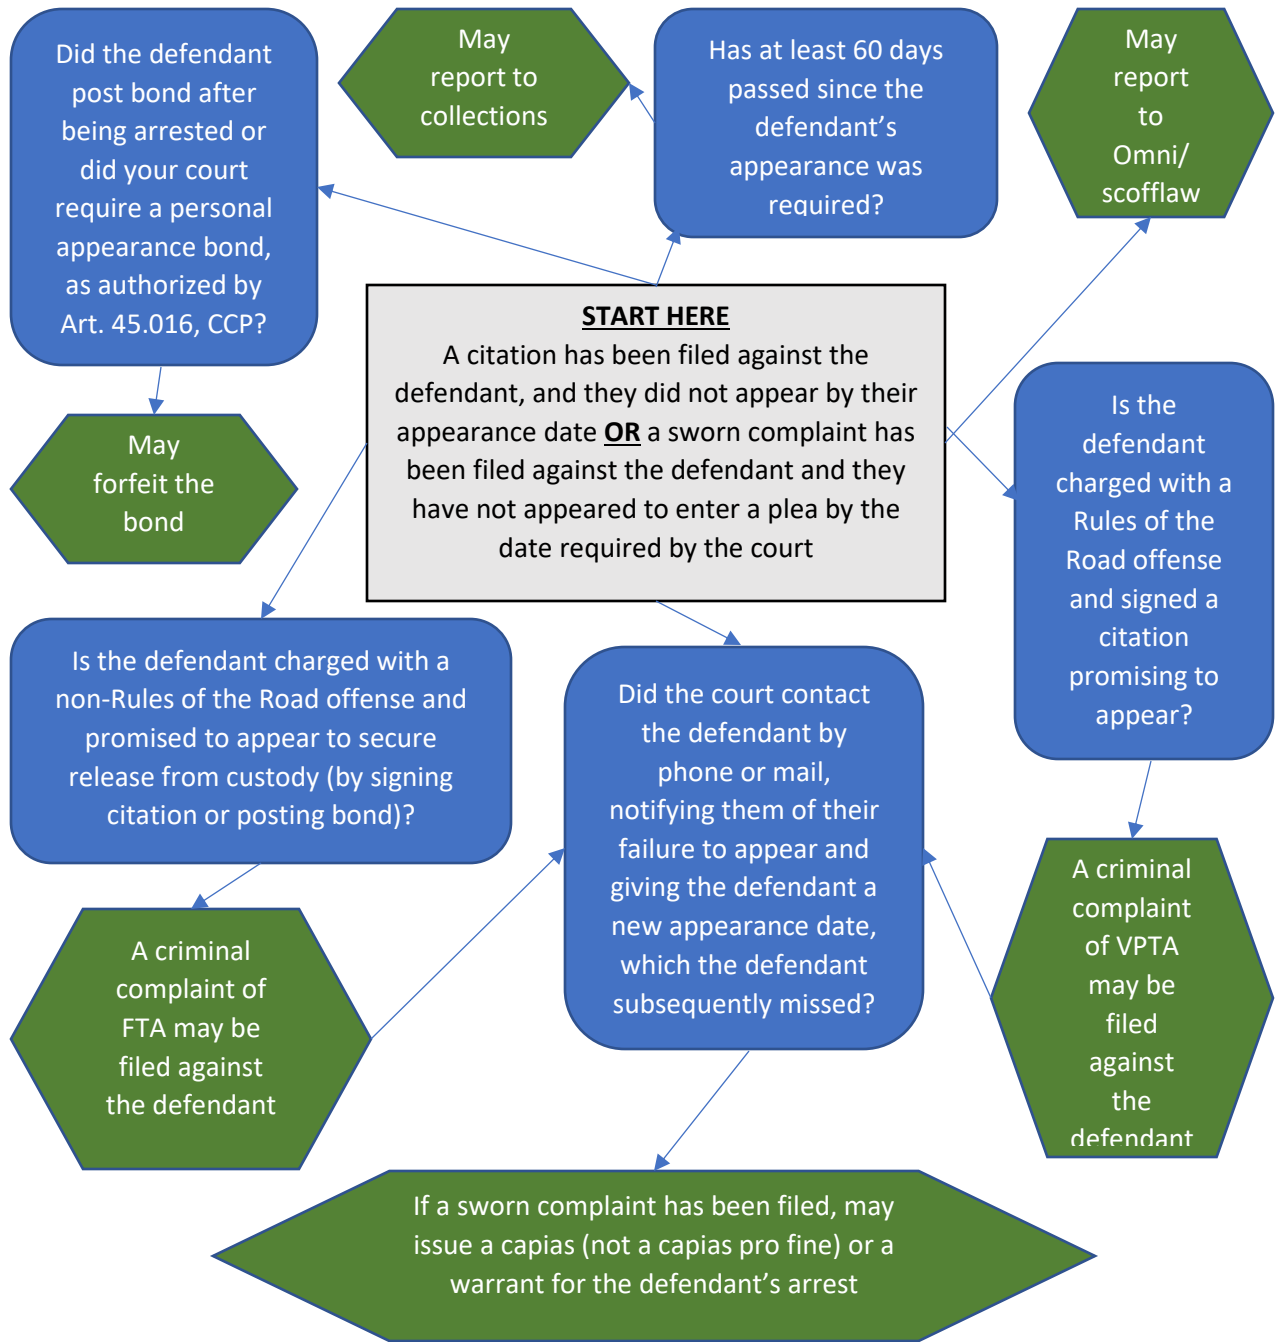 Did the defendant
post bond after
being arrested or
did your court
require a personal
appearance bond,
as authorized by
Art. 45.016, CCP?
May
report to
collections
Has at least 60 days
passed since the
defendant’s
appearance was
required?
May
report
to
Omni/
scofflaw
START HERE
A citation has been filed against the
defendant, and they did not appear by their
appearance date OR a sworn complaint has
been filed against the defendant and they
have not appeared to enter a plea by the
date required by the court
May
forfeit the
bond
Is the
defendant
charged with a
Rules of the
Road offense
and signed a
citation
promising to
appear?
Is the defendant charged with a
non-Rules of the Road offense and
promised to appear to secure
release from custody (by signing
citation or posting bond)?
Did the court contact
the defendant by
phone or mail,
notifying them of their
failure to appear and
giving the defendant a
new appearance date,
which the defendant
subsequently missed?
A criminal
complaint of
FTA may be
filed against
the defendant
A criminal
complaint
of VPTA
may be
filed
against
the
defendant
If a sworn complaint has been filed, may
issue a capias (not a capias pro fine) or a
warrant for the defendant’s arrest